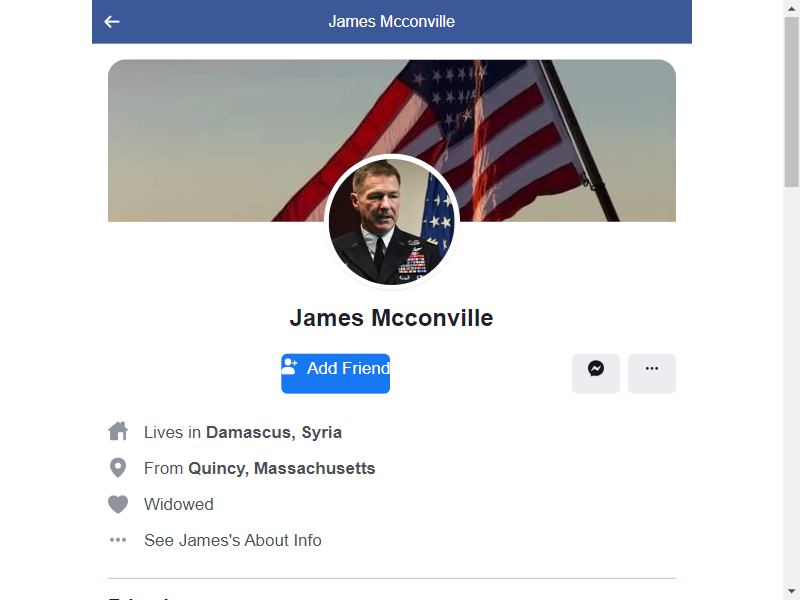 James Mcconville
James Mcconville
Add Friend
Lives in Damascus, Syria
From Quincy, Massachusetts
Widowed
See James's About Info